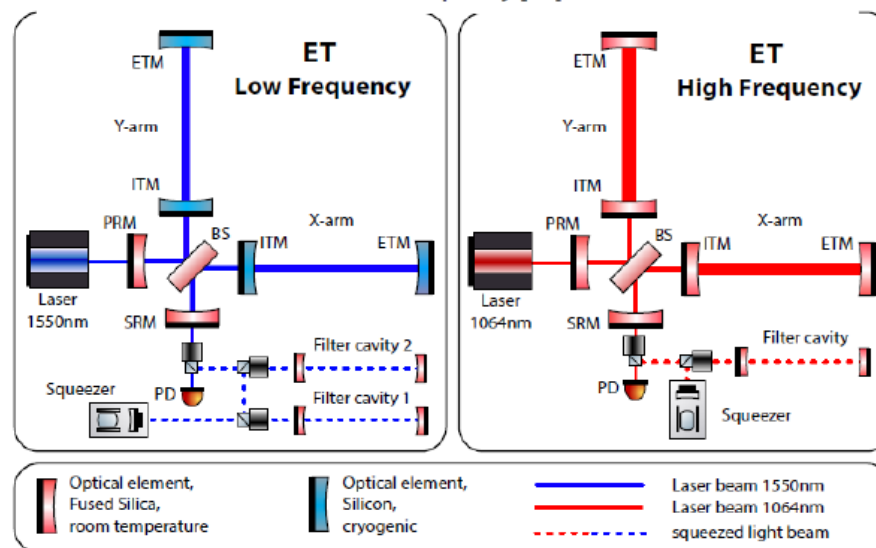 ETM
ET
Low Frequency
Y-arm
ITM
PRM
BS
X-arm
ITM
ETM
Laser
1550nm
SRM
Filter cavity 2
PD
Squeezer
Filter cavity 1
ETM
ET
High Frequency
Y-arm
ITM
PRM
BS
X-arm
ITM
ETM
Laser
1064nm
SRM
Filter cavity
PD
Squeezer
Optical element,
Fused Silica,
room temperature
Optical element,
Silicon,
cryogenic
Laser beam 1550nm
Laser beam 1064nm
squeezed light beam